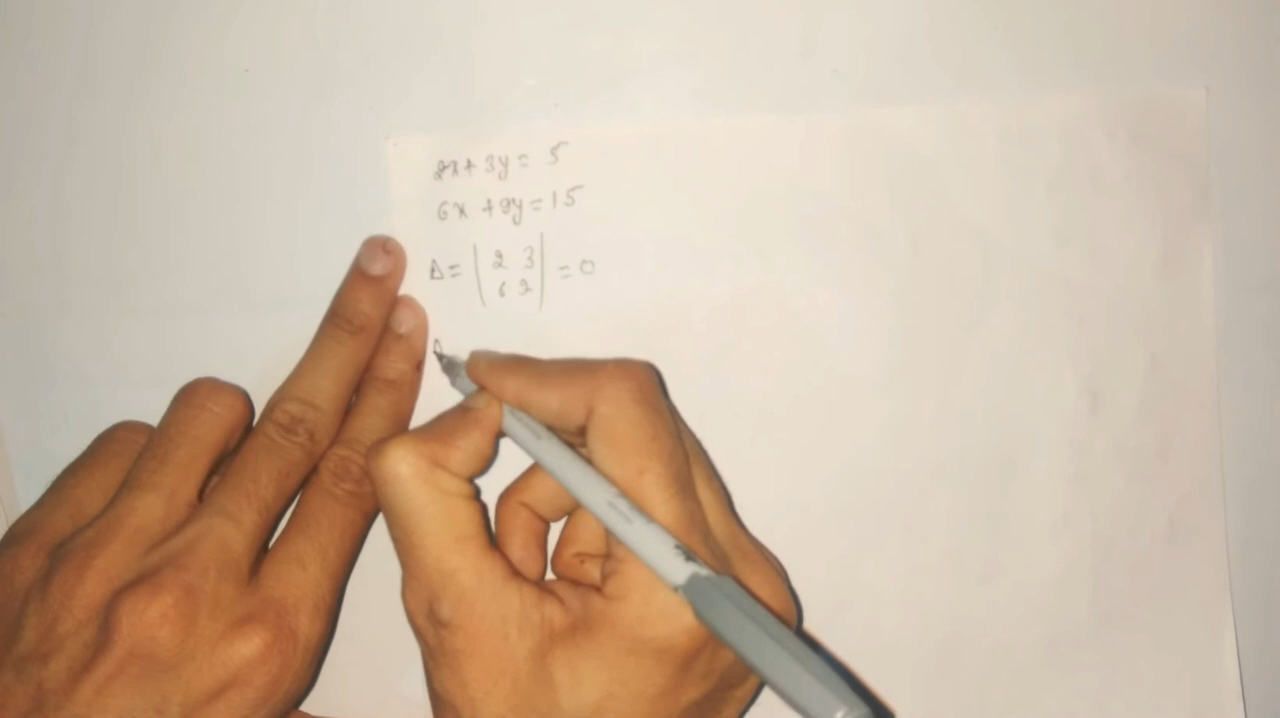 2x + 3y = 5
6x + 9y = 15
Δ = | 2 3 | = 0
| 6 9 |
Δ